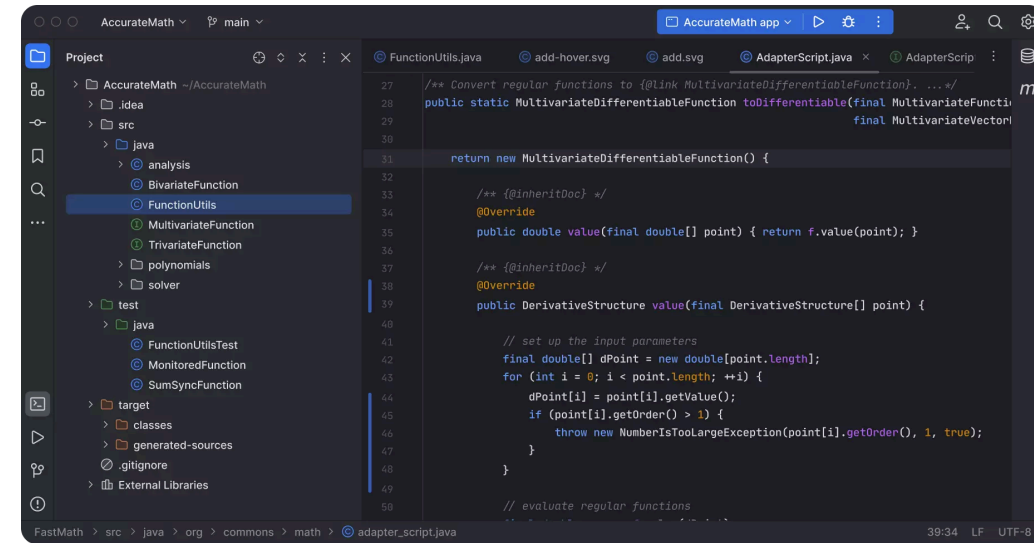 AccurateMath main AccurateMath app
Project
FunctionUtils.java add-hover.svg add.svg AdapterScript.java AdapterScrip
AccurateMath ~/AccurateMath
.idea
src
java
analysis
BivariateFunction
FunctionUtils
MultivariateFunction
TrivariateFunction
polynomials
solver
test
java
FunctionUtilsTest
MonitoredFunction
SumSyncFunction
target
classes
generated-sources
.gitignore
External Libraries
27 /** Convert regular functions to {@link MultivariateDifferentiableFunction}. ...*/
28 public static MultivariateDifferentiableFunction toDifferentiable(final MultivariateFuncti
29 final MultivariateVector
30
31 return new MultivariateDifferentiableFunction() {
32
33 /** {@inheritDoc} */
34 @Override
35 public double value(final double[] point) { return f.value(point); }
36
37 /** {@inheritDoc} */
38 @Override
39 public DerivativeStructure value(final DerivativeStructure[] point) {
40
41 // set up the input parameters
42 final double[] dPoint = new double[point.length];
43 for (int i = 0; i < point.length; ++i) {
44 dPoint[i] = point[i].getValue();
45 if (point[i].getOrder() > 1) {
46 throw new NumberIsTooLargeException(point[i].getOrder(), 1, true);
47 }
48 }
49
50 // evaluate regular functions
m
FastMath > src > java > org > commons > math > adapter_script.java 39:34 LF UTF-8